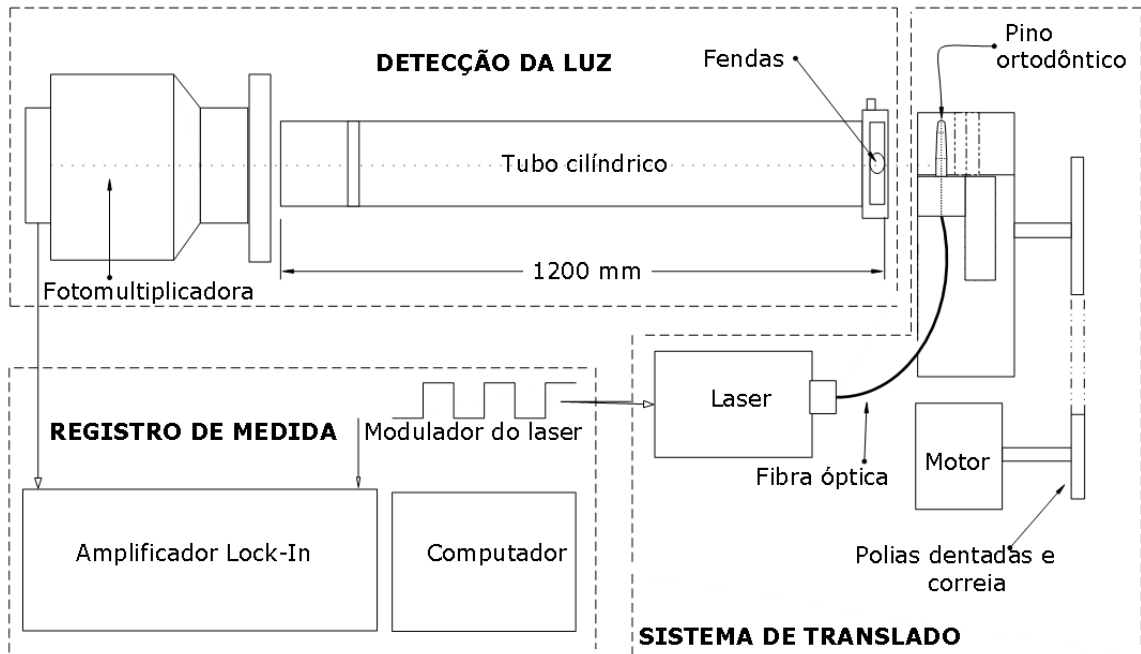 DETECÇÃO DA LUZ
Fendas
Tubo cilíndrico
1200 mm
Fotomultiplicadora
Pino
ortodôntico
REGISTRO DE MEDIDA
Modulador do laser
Amplificador Lock-In
Computador
Laser
Fibra óptica
Motor
Polias dentadas e
correia
SISTEMA DE TRANSLADO